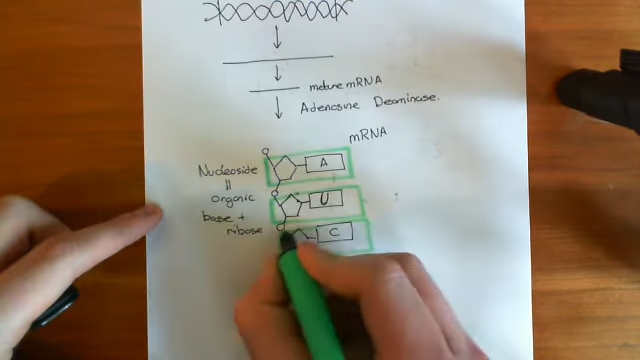 mature mRNA
Adenosine Deaminase.
mRNA
A
Nucleoside
U
organic
base +
ribose
C